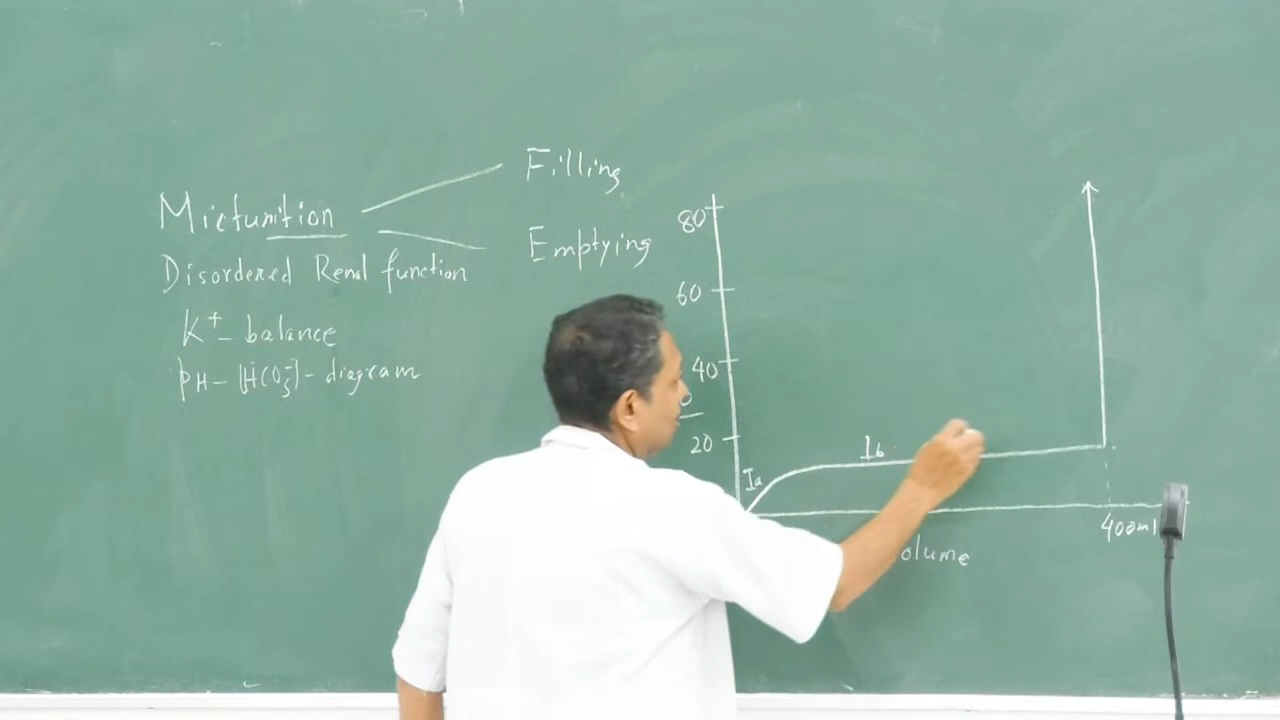 Filling
Micturition
Emptying
Disordered Renal function
K+ - balance
PH - [HCO3-] - diagram
80
60
40
20
Ia
Ib
400ml
olume